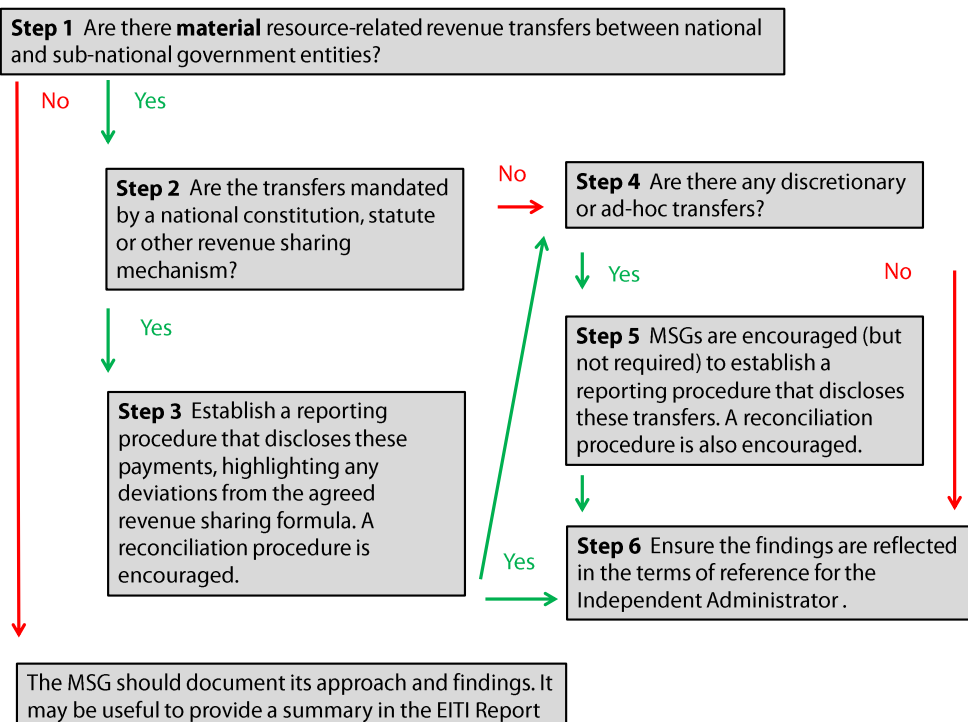 Step 1 Are there material resource-related revenue transfers between national
and sub-national government entities?
No
Yes
Step 2 Are the transfers mandated
by a national constitution, statute
or other revenue sharing
mechanism?
No
Step 4 Are there any discretionary
or ad-hoc transfers?
Yes
No
Yes
Step 5 MSGs are encouraged (but
not required) to establish a
reporting procedure that discloses
these transfers. A reconciliation
procedure is also encouraged.
Step 3 Establish a reporting
procedure that discloses these
payments, highlighting any
deviations from the agreed
revenue sharing formula. A
reconciliation procedure is
encouraged.
Yes
Step 6 Ensure the findings are reflected
in the terms of reference for the
Independent Administrator .
The MSG should document its approach and findings. It
may be useful to provide a summary in the EITI Report